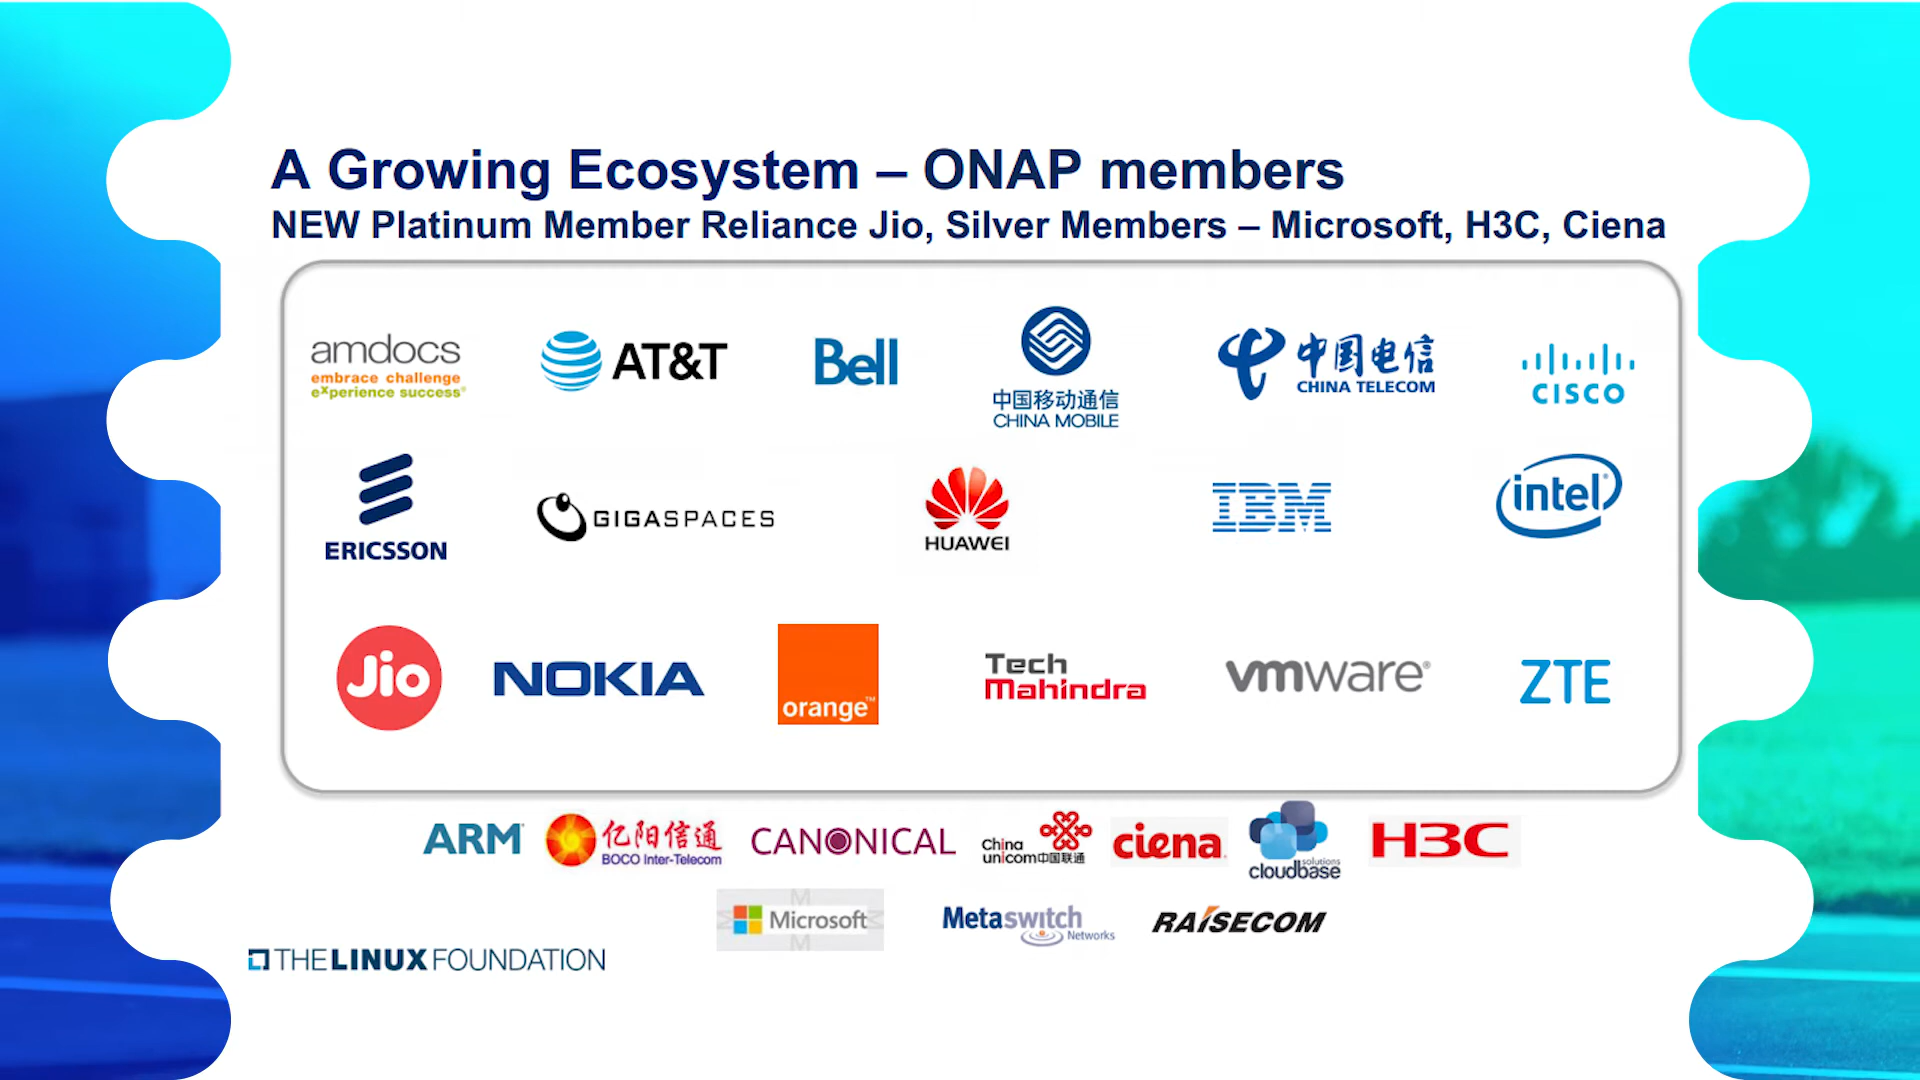 A Growing Ecosystem – ONAP members
NEW Platinum Member Reliance Jio, Silver Members – Microsoft, H3C, Ciena
amdocs
embrace challenge
eXperience success®
AT&T
Bell
中国移动通信
CHINA MOBILE
中国电信
CHINA TELECOM
CISCO
ERICSSON
GIGASPACES
HUAWEI
IBM
intel®
Jio
NOKIA
orange™
Tech
Mahindra
vmware®
ZTE
ARM®
亿阳信通
BOCO Inter-Telecom
CANONICAL
China
unicom中国联通
ciena.
solutions
cloudbase
H3C
Microsoft
Metaswitch
Networks
RAISECOM
THE LINUX FOUNDATION